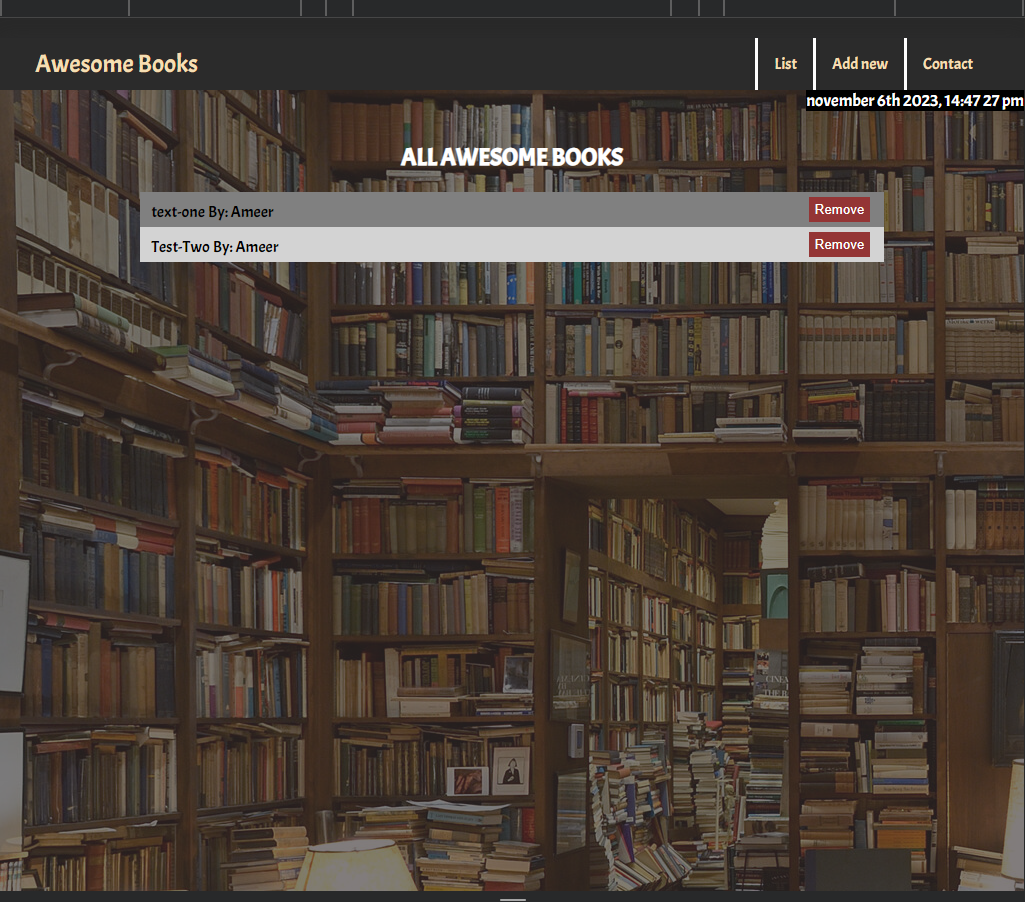 Awesome Books
List Add new Contact
november 6th 2023, 14:47 27 pm
ALL AWESOME BOOKS
text-one By: Ameer Remove
Test-Two By: Ameer Remove